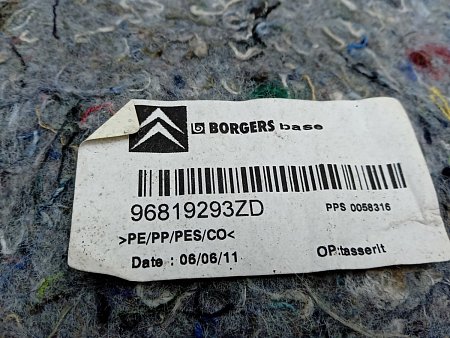 BORGERS base
96819293ZD
PPS 0058316
>PE/PP/PES/CO<
Date : 06/06/11
OP:tasserit